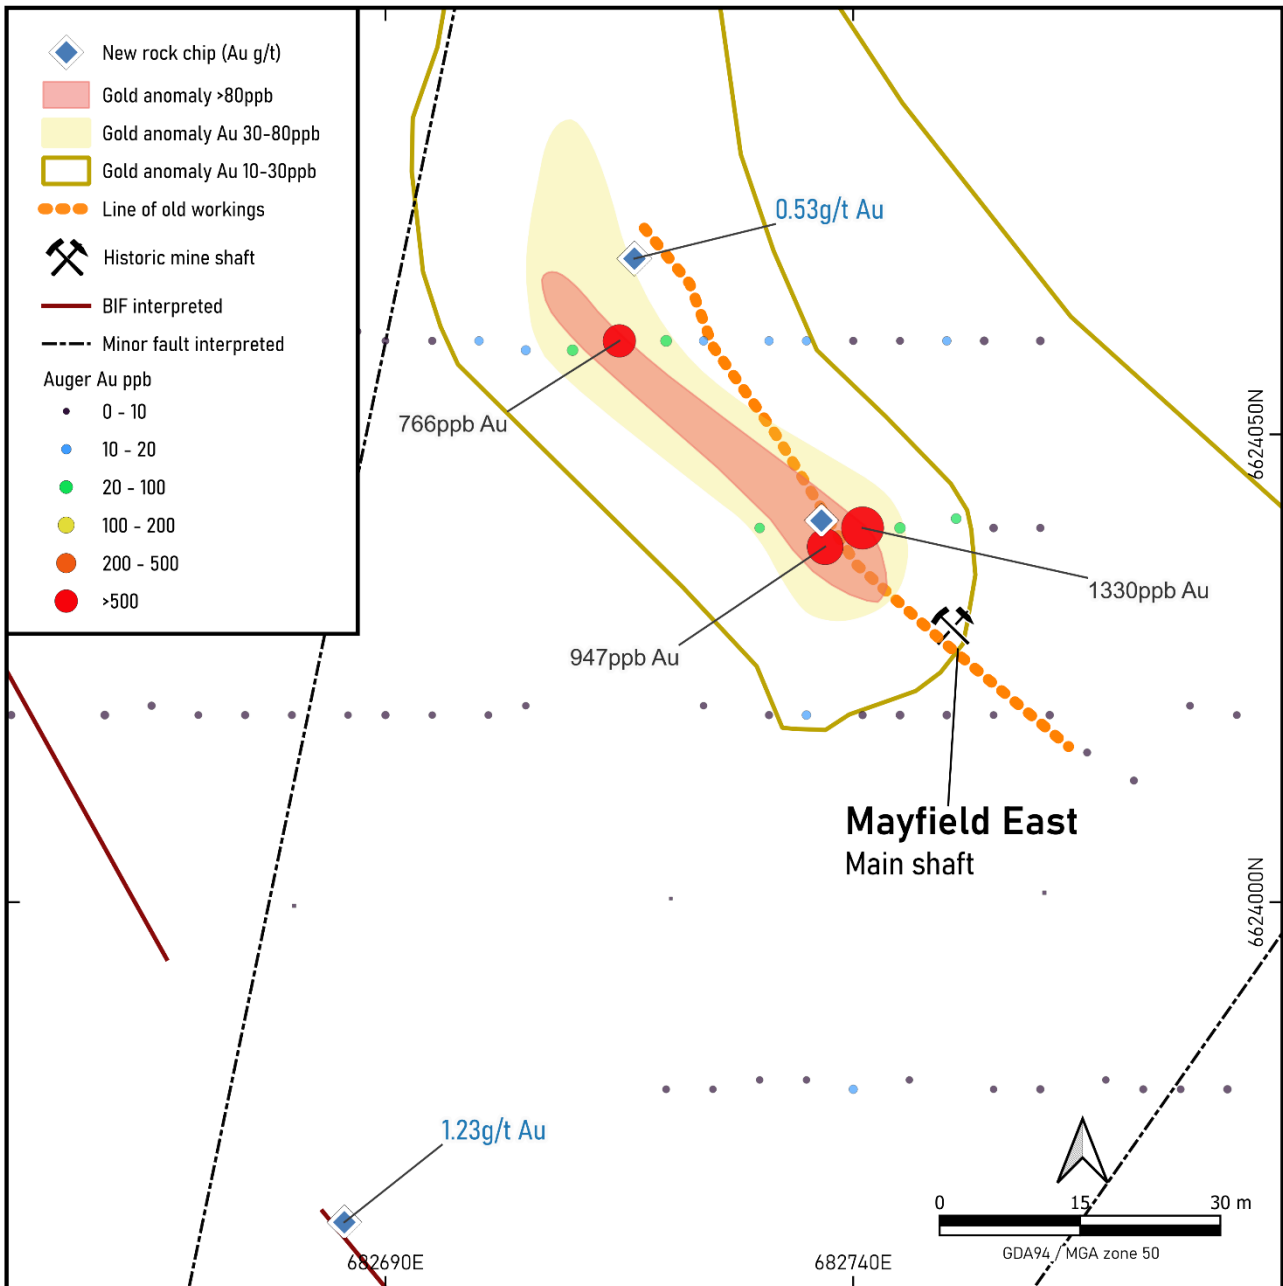 New rock chip (Au g/t)
Gold anomaly >80ppb
Gold anomaly Au 30-80ppb
Gold anomaly Au 10-30ppb
Line of old workings
Historic mine shaft
BIF interpreted
Minor fault interpreted
Auger Au ppb
0 - 10
10 - 20
20 - 100
100 - 200
200 - 500
>500
0.53g/t Au
766ppb Au
6624050N
1330ppb Au
947ppb Au
Mayfield East
Main shaft
6624000N
1.23g/t Au
0 15 30 m
GDA94 / MGA zone 50
682690E
682740E